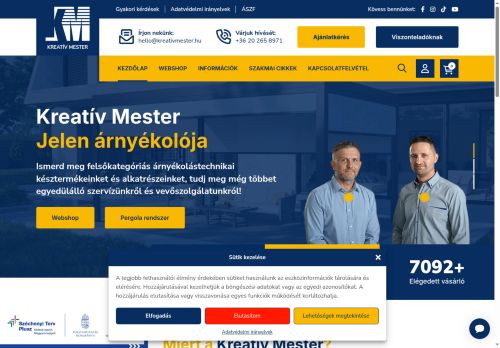 Gyakori kérdések
Adatvédelmi irányelvek
ÁSZF
Kövess bennünket:
KREATÍV MESTER
Írjon nekünk:
hello@kreativmester.hu
Várjuk hívását:
+36 20 265 8971
Ajánlatkérés
Viszonteladóknak
KEZDŐLAP
WEBSHOP
INFORMÁCIÓK
SZAKMAI CIKKEK
KAPCSOLATFELVÉTEL
0
Kreatív Mester
Jelen árnyékolója
Ismerd meg felsőkategóriás árnyékolástechnikai
késztermékeinket és alkatrészeinket, tudj meg még többet
egyedülálló szervízünkről és vevőszolgálatunkról!
Webshop
Pergola rendszer
7092+
Elégedett vásárló
Sütik kezelése
A legjobb felhasználói élmény érdekében sütiket használunk az eszközinformációk tárolására és
elérésére. Hozzájárulásával kezelhetjük a böngészési adatokat vagy az egyedi azonosítókat. A
hozzájárulás elutasítása vagy visszavonása egyes funkciók működését korlátozhatja.
Elfogadás
Elutasítom
Lehetőségek megtekintése
Adatvédelmi irányelvek
Széchenyi Terv
Plusz
Miért a Kreatív Mester?